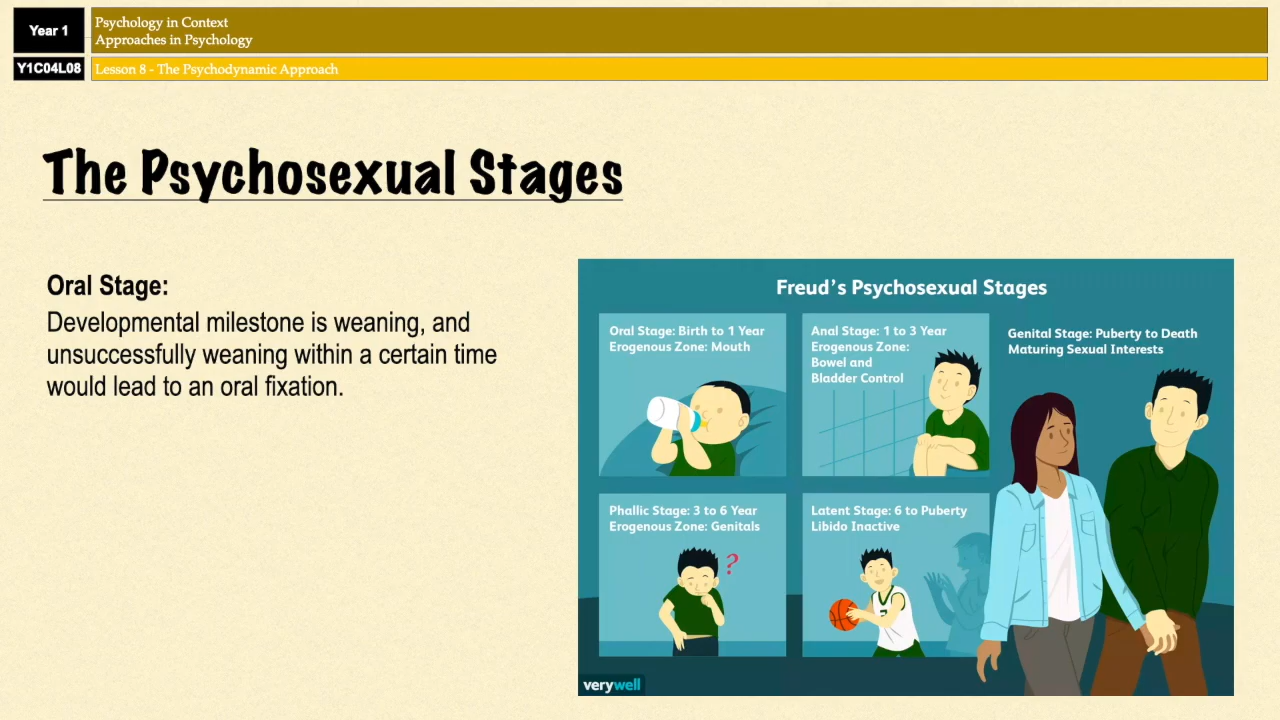 Year 1
Psychology in Context
Approaches in Psychology
Y1C04L08
Lesson 8 - The Psychodynamic Approach
The Psychosexual Stages
Oral Stage:
Developmental milestone is weaning, and
unsuccessfully weaning within a certain time
would lead to an oral fixation.
Freud's Psychosexual Stages
Oral Stage: Birth to 1 Year
Erogenous Zone: Mouth
Anal Stage: 1 to 3 Year
Erogenous Zone:
Bowel and
Bladder Control
Genital Stage: Puberty to Death
Maturing Sexual Interests
Phallic Stage: 3 to 6 Year
Erogenous Zone: Genitals
?
Latent Stage: 6 to Puberty
Libido Inactive
verywell